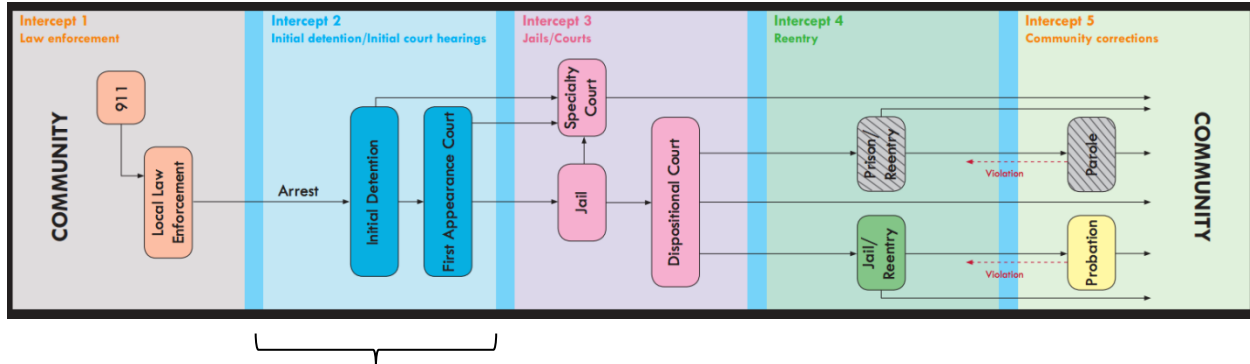 Intercept 1
Law enforcement
Intercept 2
Initial detention/Initial court hearings
Intercept 3
Jails/Courts
Intercept 4
Reentry
Intercept 5
Community corrections
COMMUNITY
911
Local Law
Enforcement
Arrest
Initial Detention
First Appearance Court
Specialty
Court
Jail
Dispositional Court
Prison/
Reentry
Violation
Parole
Jail/
Reentry
Violation
Probation
COMMUNITY